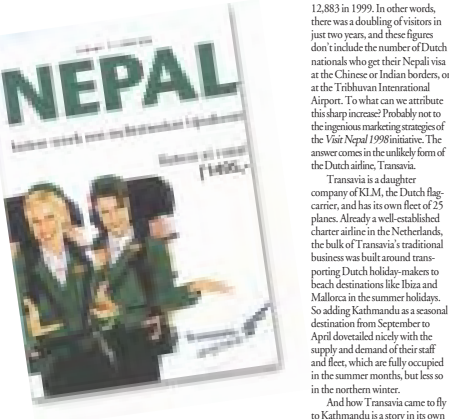 NEPAL
12,883 in 1999. In other words,
there was a doubling of visitors in
just two years, and these figures
don't include the number of Dutch
nationals who get their Nepali visa
at the Chinese or Indian borders, or
at the Tribhuvan Intenrational
Airport. To what can we attribute
this sharp increase? Probably not to
the ingenious marketing strategies of
the Visit Nepal 1998 initiative. The
answer comes in the unlikely form of
the Dutch airline, Transavia.
Transavia is a daughter
company of KLM, the Dutch flag-
carrier, and has its own fleet of 25
planes. Already a well-established
charter airline in the Netherlands,
the bulk of Transavia's traditional
business was built around trans-
porting Dutch holiday-makers to
beach destinations like Ibiza and
Mallorca in the summer holidays.
So adding Kathmandu as a seasonal
destination from September to
April dovetailed nicely with the
supply and demand of their staff
and fleet, which are fully occupied
in the summer months, but less so
in the northern winter.
And how Transavia came to fly
to Kathmandu is a story in its own